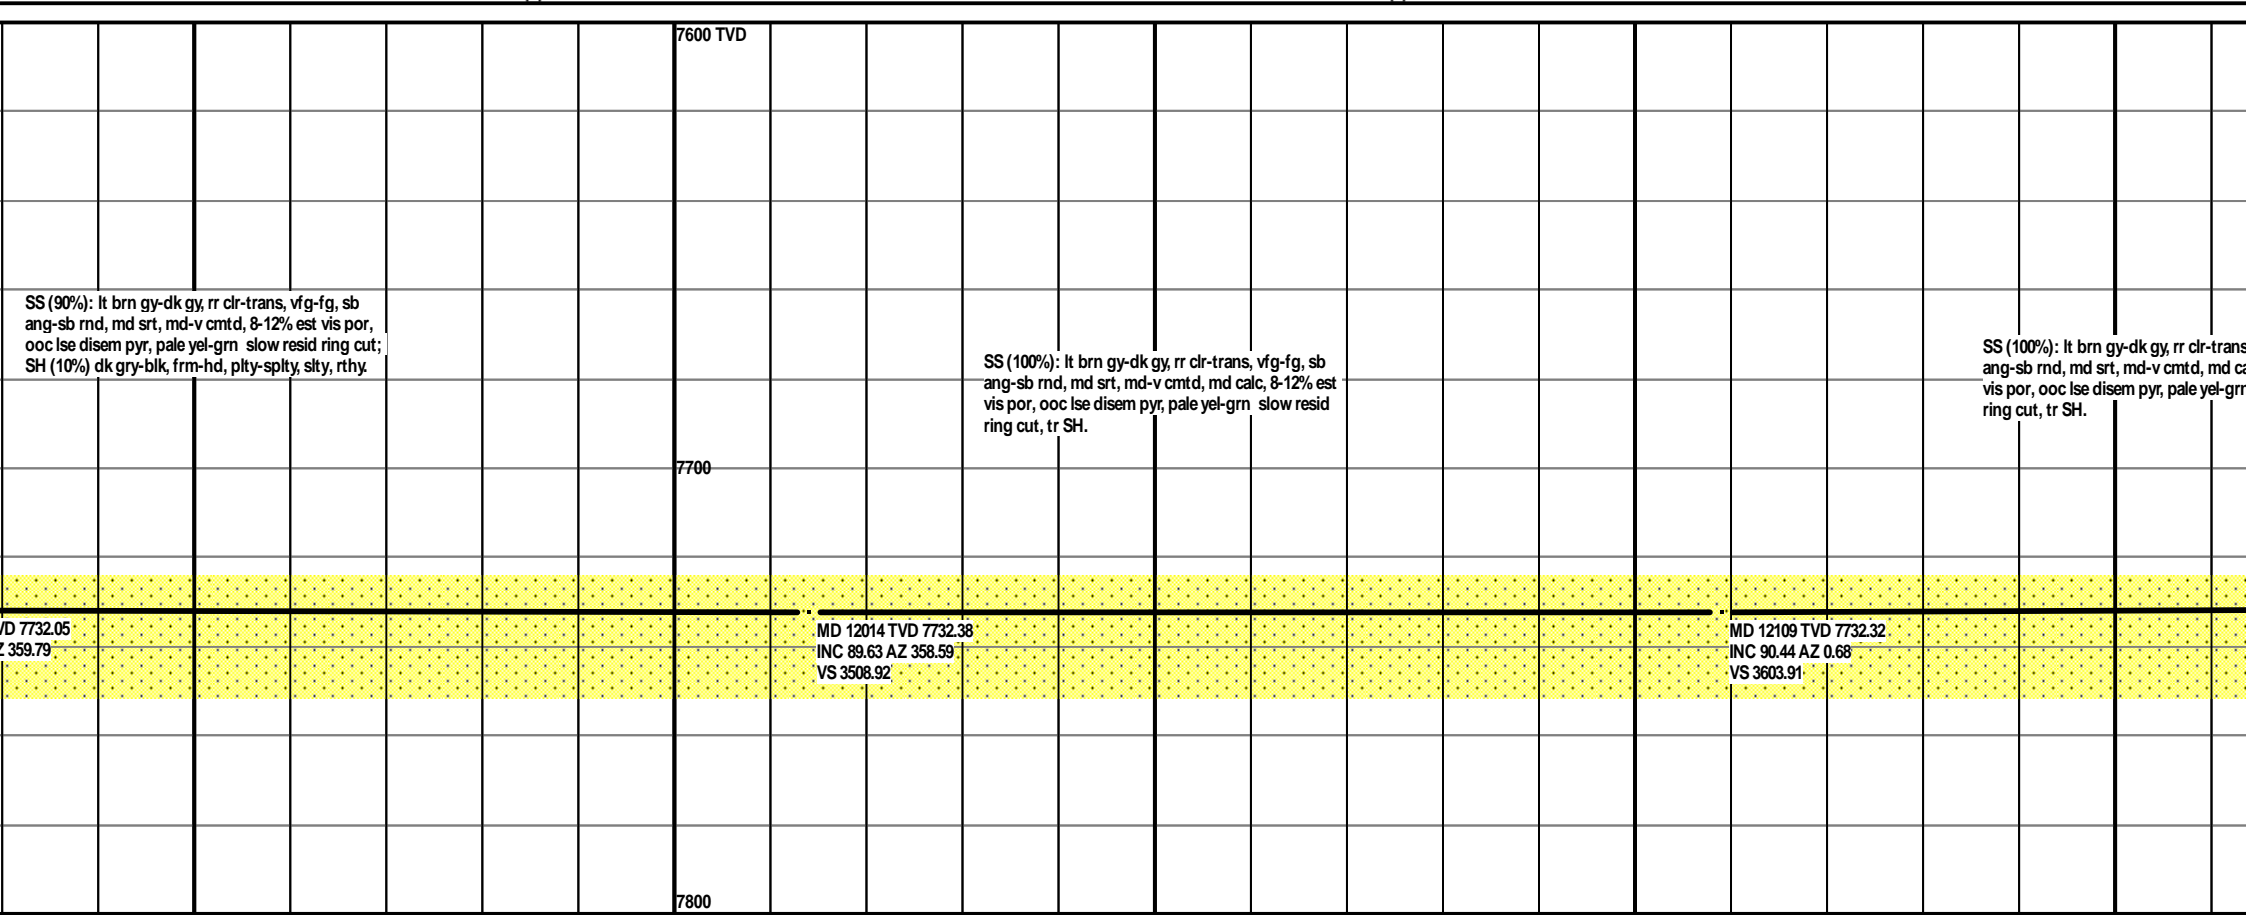 7600 TVD
SS (90%): lt brn gy-dk gy, rr clr-trans, vfg-fg, sb
ang-sb rnd, md srt, md-v cmtd, 8-12% est vis por,
ooc lse disem pyr, pale yel-grn slow resid ring cut;
SH (10%) dk gry-blk, frm-hd, plty-splty, slty, rthy.
SS (100%): lt brn gy-dk gy, rr clr-trans, vfg-fg, sb
ang-sb rnd, md srt, md-v cmtd, md calc, 8-12% est
vis por, ooc lse disem pyr, pale yel-grn slow resid
ring cut, tr SH.
SS (100%): lt brn gy-dk gy, rr clr-trans
ang-sb rnd, md srt, md-v cmtd, md ca
vis por, ooc lse disem pyr, pale yel-grn
ring cut, tr SH.
7700
VD 7732.05
Z 359.79
MD 12014 TVD 7732.38
INC 89.63 AZ 358.59
VS 3508.92
MD 12109 TVD 7732.32
INC 90.44 AZ 0.68
VS 3603.91
7800